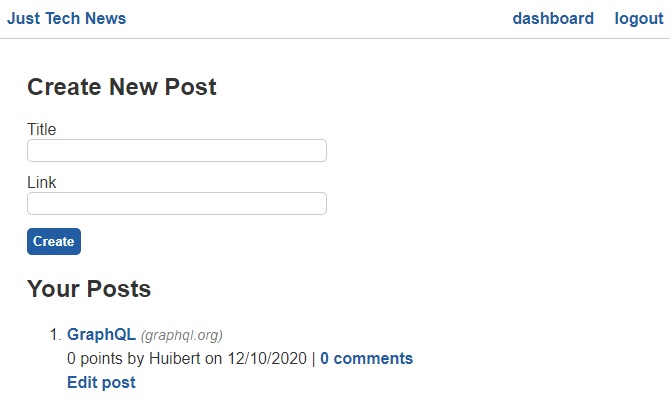 Just Tech News dashboard logout
Create New Post
Title
Link
Create
Your Posts
1. GraphQL (graphql.org)
0 points by Huibert on 12/10/2020 | 0 comments
Edit post